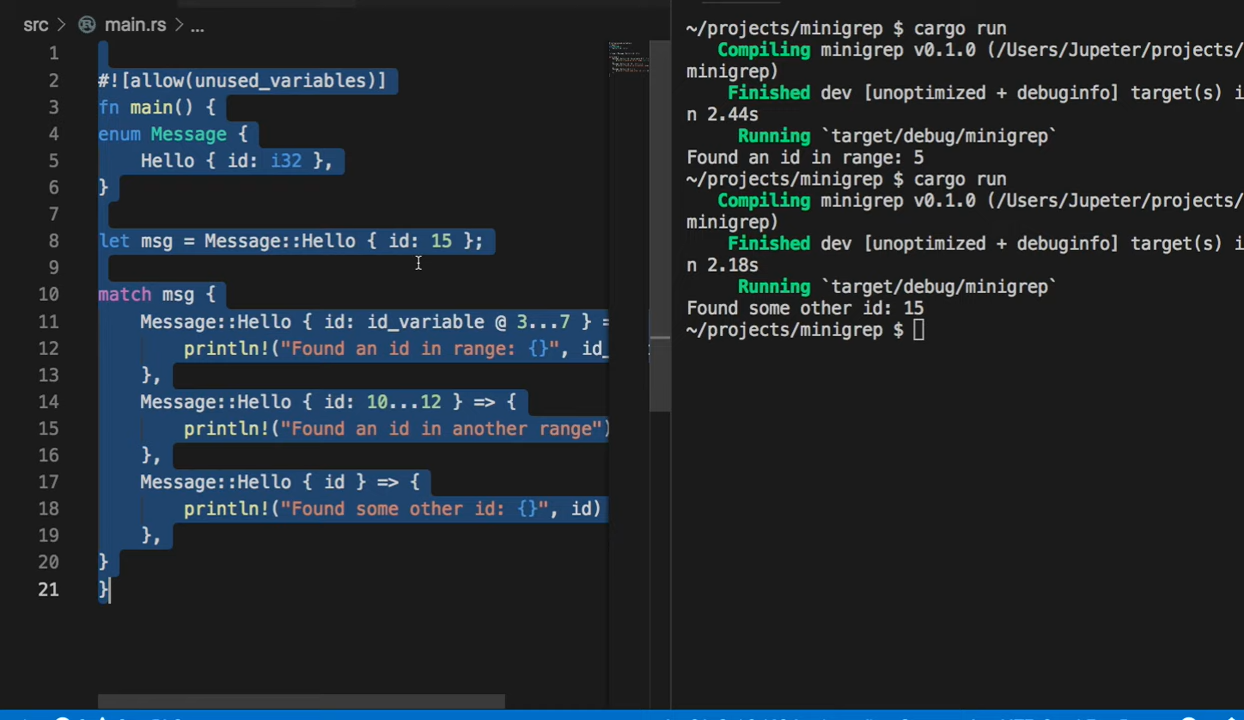 src > main.rs > ...
1
2 #![allow(unused_variables)]
3 fn main() {
4 enum Message {
5 Hello { id: i32 },
6 }
7
8 let msg = Message::Hello { id: 15 };
9
10 match msg {
11 Message::Hello { id: id_variable @ 3...7 } =
12 println!("Found an id in range: {}", id_
13 },
14 Message::Hello { id: 10...12 } => {
15 println!("Found an id in another range")
16 },
17 Message::Hello { id } => {
18 println!("Found some other id: {}", id)
19 },
20 }
21 }
~/projects/minigrep $ cargo run
Compiling minigrep v0.1.0 (/Users/Jupeter/projects/
minigrep)
Finished dev [unoptimized + debuginfo] target(s) i
n 2.44s
Running `target/debug/minigrep`
Found an id in range: 5
~/projects/minigrep $ cargo run
Compiling minigrep v0.1.0 (/Users/Jupeter/projects/
minigrep)
Finished dev [unoptimized + debuginfo] target(s) i
n 2.18s
Running `target/debug/minigrep`
Found some other id: 15
~/projects/minigrep $